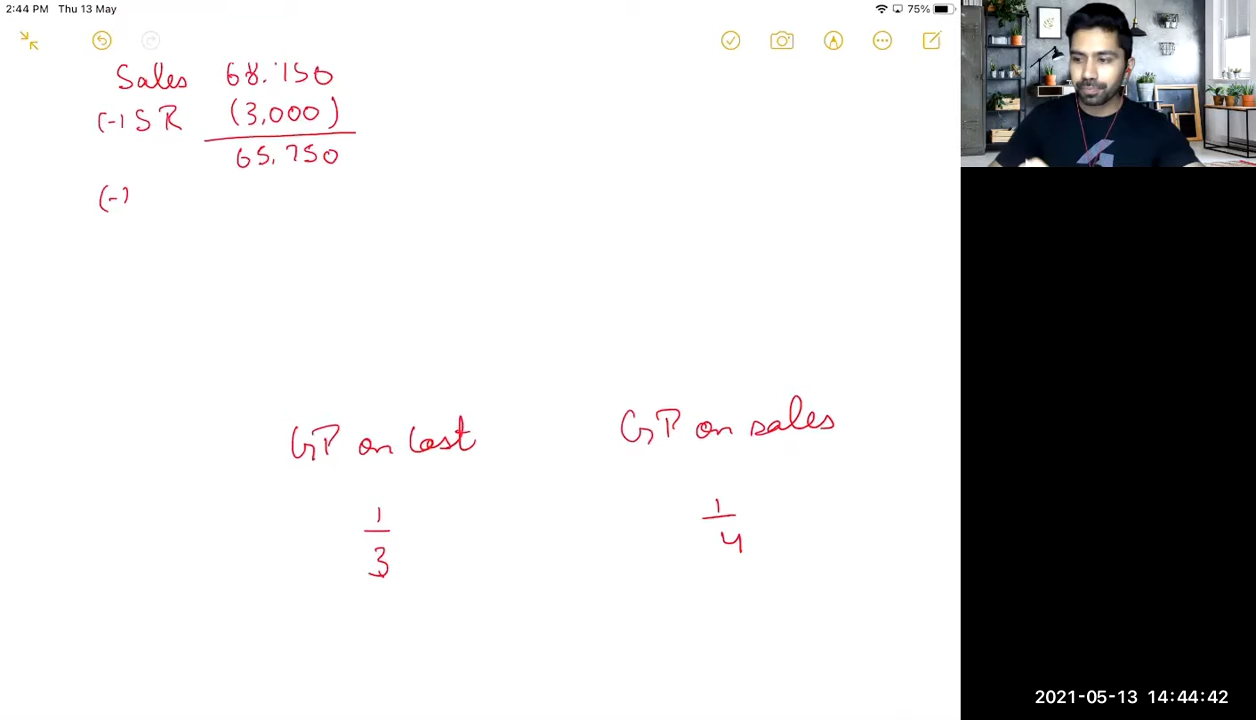 2:44 PM Thu 13 May
75%
Sales 68.750
(-) SR (3,000)
65.750
(-)
GP on cost
GP on sales
1
3
1
4
2021-05-13 14:44:42